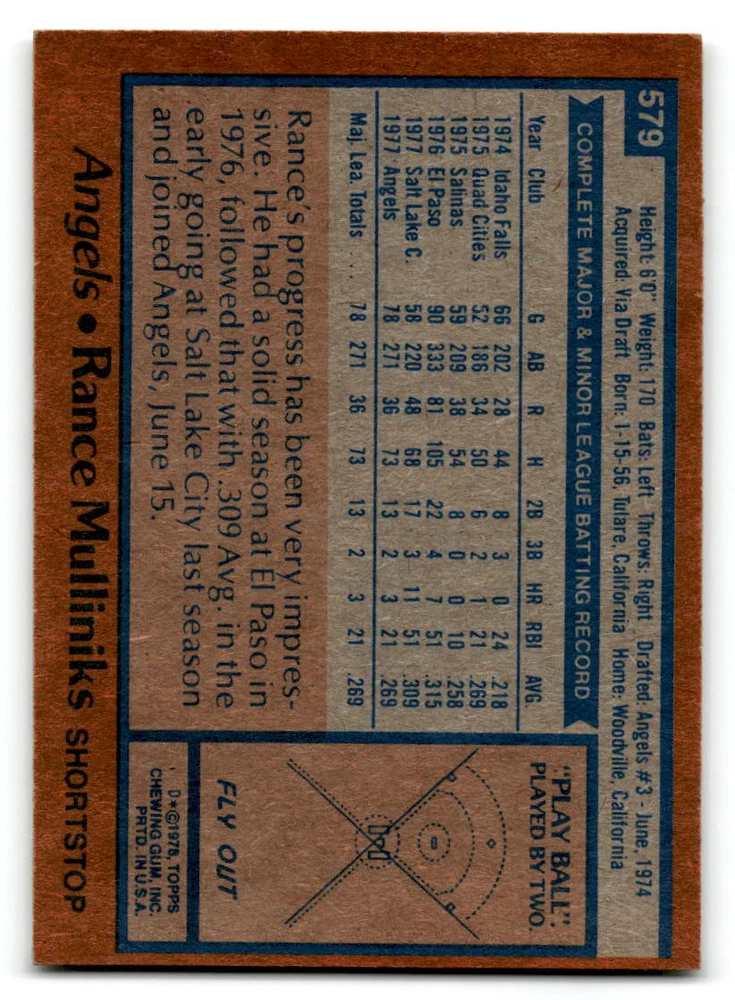 579
Height: 6'0" Weight: 170 Bats: Left Throws: Right Drafted: Angels #3 - June, 1974
Acquired: Via Draft Born: 1-15-56, Tulare, California Home: Woodville, California
COMPLETE MAJOR & MINOR LEAGUE BATTING RECORD
Year Club G AB R H 2B 3B HR RBI AVG.
1974 Idaho Falls 66 202 28 44 8 3 0 24 .218
1975 Quad Cities 52 186 34 50 6 2 1 21 .269
1975 Salinas 59 209 38 54 8 0 0 10 .258
1976 El Paso 90 333 81 105 22 4 7 51 .315
1977 Salt Lake C. 58 220 48 68 17 3 11 51 .309
1977 Angels 78 271 36 73 13 2 3 21 .269
Maj. Lea. Totals .... 78 271 36 73 13 2 3 21 .269
Rance's progress has been very impres-
sive. He had a solid season at El Paso in
1976, followed that with .309 Avg. in the
early going at Salt Lake City last season
and joined Angels, June 15.
"PLAY BALL".
PLAYED BY TWO.
FLY OUT
D*©1978, TOPPS
CHEWING GUM, INC.
PRTD. IN U.S.A.
Angels • Rance Mulliniks SHORTSTOP